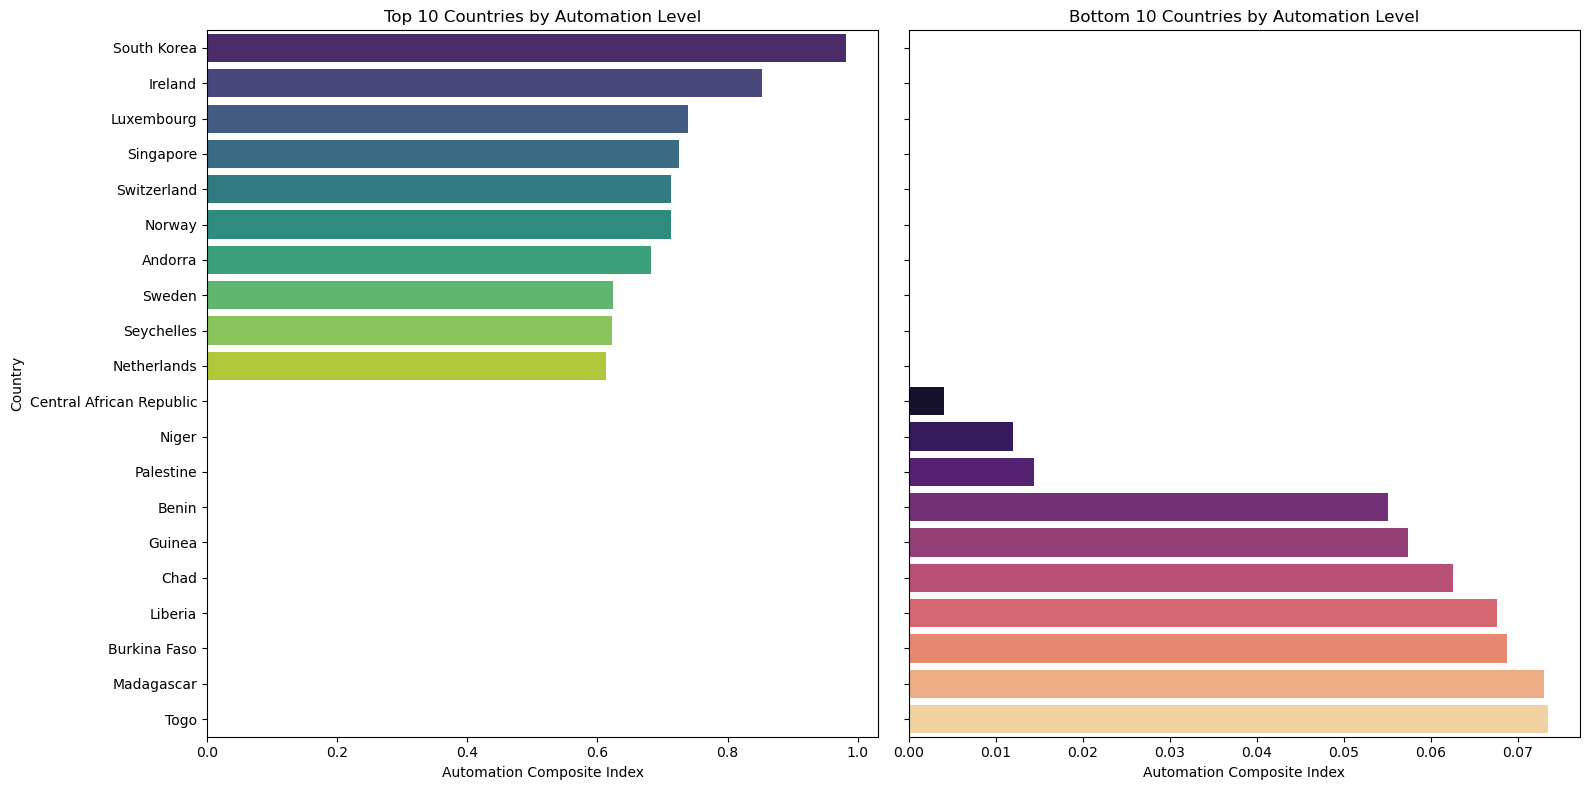 Top 10 Countries by Automation Level
Country
South Korea
Ireland
Luxembourg
Singapore
Switzerland
Norway
Andorra
Sweden
Seychelles
Netherlands
Central African Republic
Niger
Palestine
Benin
Guinea
Chad
Liberia
Burkina Faso
Madagascar
Togo
0.0 0.2 0.4 0.6 0.8 1.0
Automation Composite Index
Bottom 10 Countries by Automation Level
0.00 0.01 0.02 0.03 0.04 0.05 0.06 0.07
Automation Composite Index